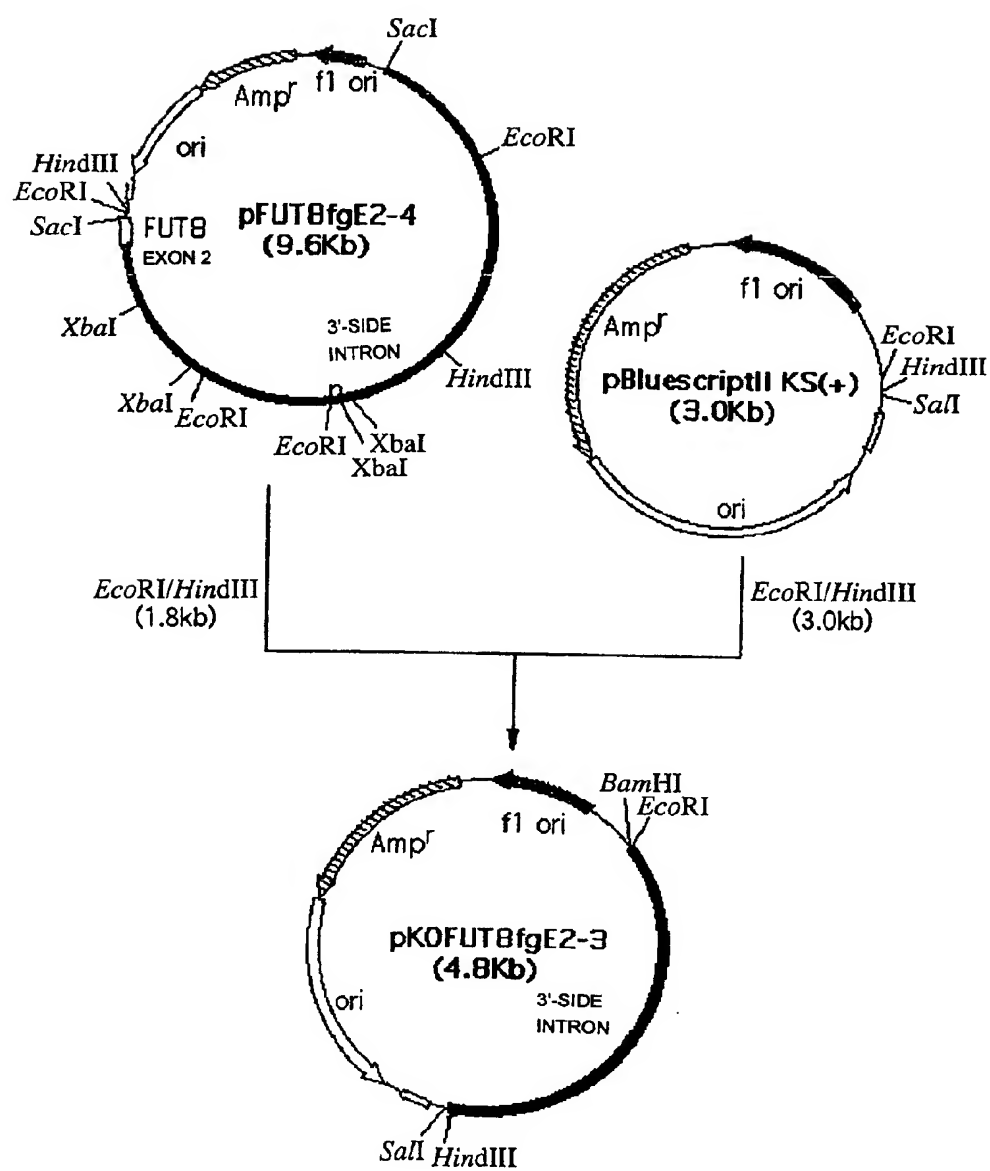 SacI
f1 ori
Ampr
ori
EcoRI
HindIII
EcoRI
SacI
FUT8
EXON 2
pFUT8fgE2-4
(9.6Kb)
XbaI
3'-SIDE
INTRON
HindIII
XbaI
EcoRI
EcoRI
XbaI
XbaI
f1 ori
Ampr
EcoRI
HindIII
SalI
pBluescriptII KS(+)
(3.0Kb)
ori
EcoRI/HindIII
(1.8kb)
EcoRI/HindIII
(3.0kb)
BamHI
EcoRI
f1 ori
Ampr
pKOFUT8fgE2-3
(4.8Kb)
ori
3'-SIDE
INTRON
SalI
HindIII